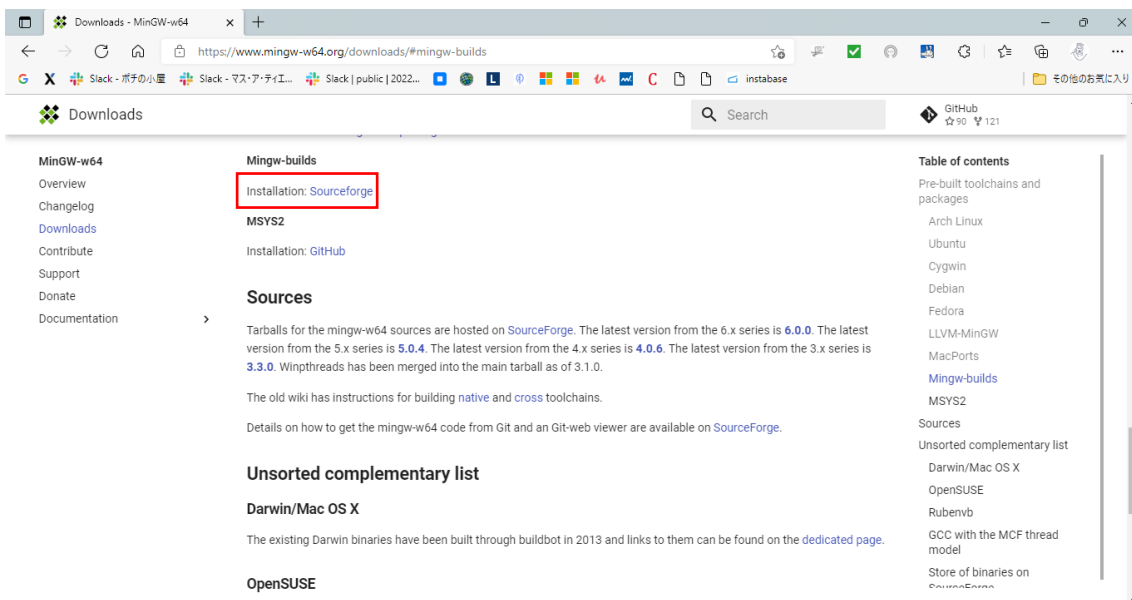 Downloads - MinGW-w64
https://www.mingw-w64.org/downloads/#mingw-builds
Slack - ポチの小屋 Slack - マス・ア・ティエ... Slack | public | 2022... instabase その他のお気に入り
Downloads
Search
GitHub
90 121
MinGW-w64
Overview
Changelog
Downloads
Contribute
Support
Donate
Documentation
Mingw-builds
Installation: Sourceforge
MSYS2
Installation: GitHub
Sources
Tarballs for the mingw-w64 sources are hosted on SourceForge. The latest version from the 6.x series is 6.0.0. The latest
version from the 5.x series is 5.0.4. The latest version from the 4.x series is 4.0.6. The latest version from the 3.x series is
3.3.0. Winpthreads has been merged into the main tarball as of 3.1.0.
The old wiki has instructions for building native and cross toolchains.
Details on how to get the mingw-w64 code from Git and an Git-web viewer are available on SourceForge.
Unsorted complementary list
Darwin/Mac OS X
The existing Darwin binaries have been built through buildbot in 2013 and links to them can be found on the dedicated page.
OpenSUSE
Table of contents
Pre-built toolchains and
packages
Arch Linux
Ubuntu
Cygwin
Debian
Fedora
LLVM-MinGW
MacPorts
Mingw-builds
MSYS2
Sources
Unsorted complementary list
Darwin/Mac OS X
OpenSUSE
Rubenvb
GCC with the MCF thread
model
Store of binaries on
SourceForge